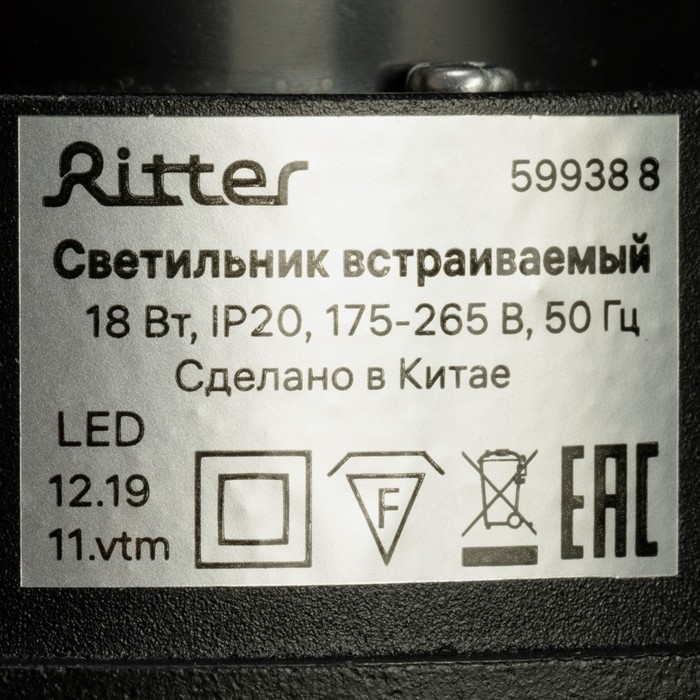 Ritter 59938 8
Светильник встраиваемый
18 Вт, IP20, 175-265 В, 50 Гц
Сделано в Китае
LED
12.19
11.vtm
F
EAC